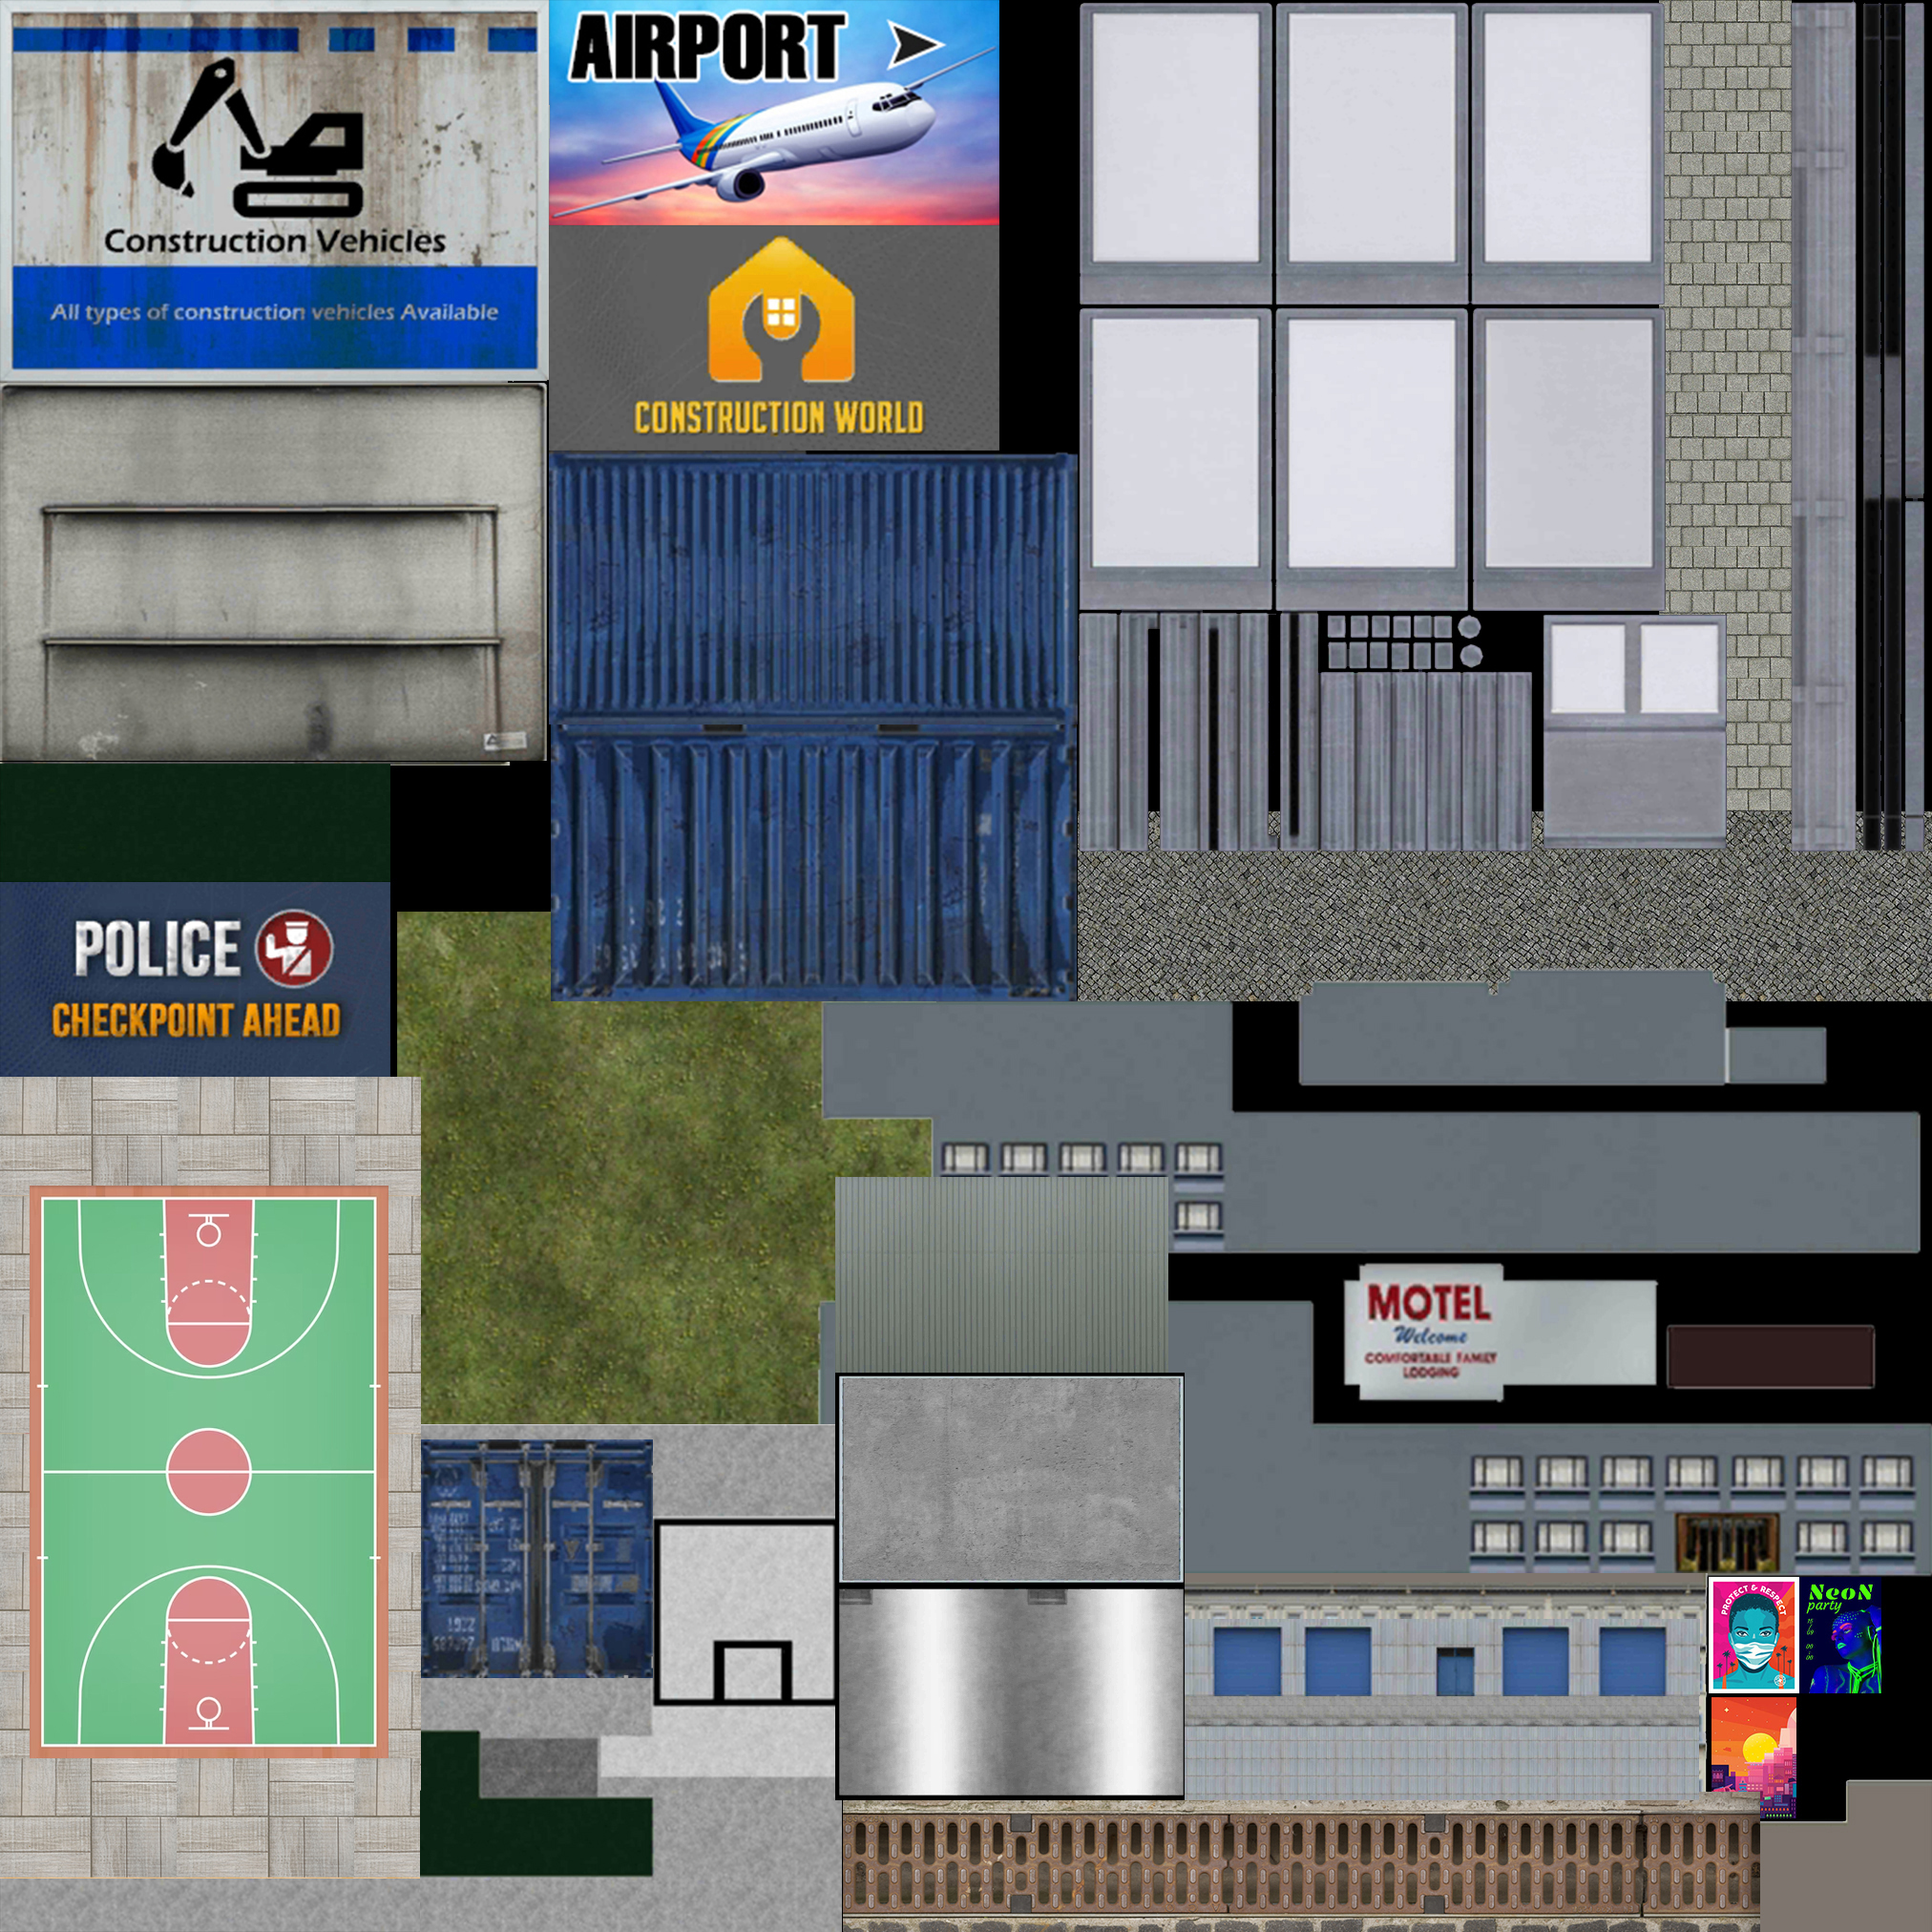 Construction Vehicles
All types of construction vehicles Available
AIRPORT
CONSTRUCTION WORLD
POLICE
CHECKPOINT AHEAD
MOTEL
Welcome
COMFORTABLE FAMILY
LODGING
PROTECT & RESPECT
NeoN
party